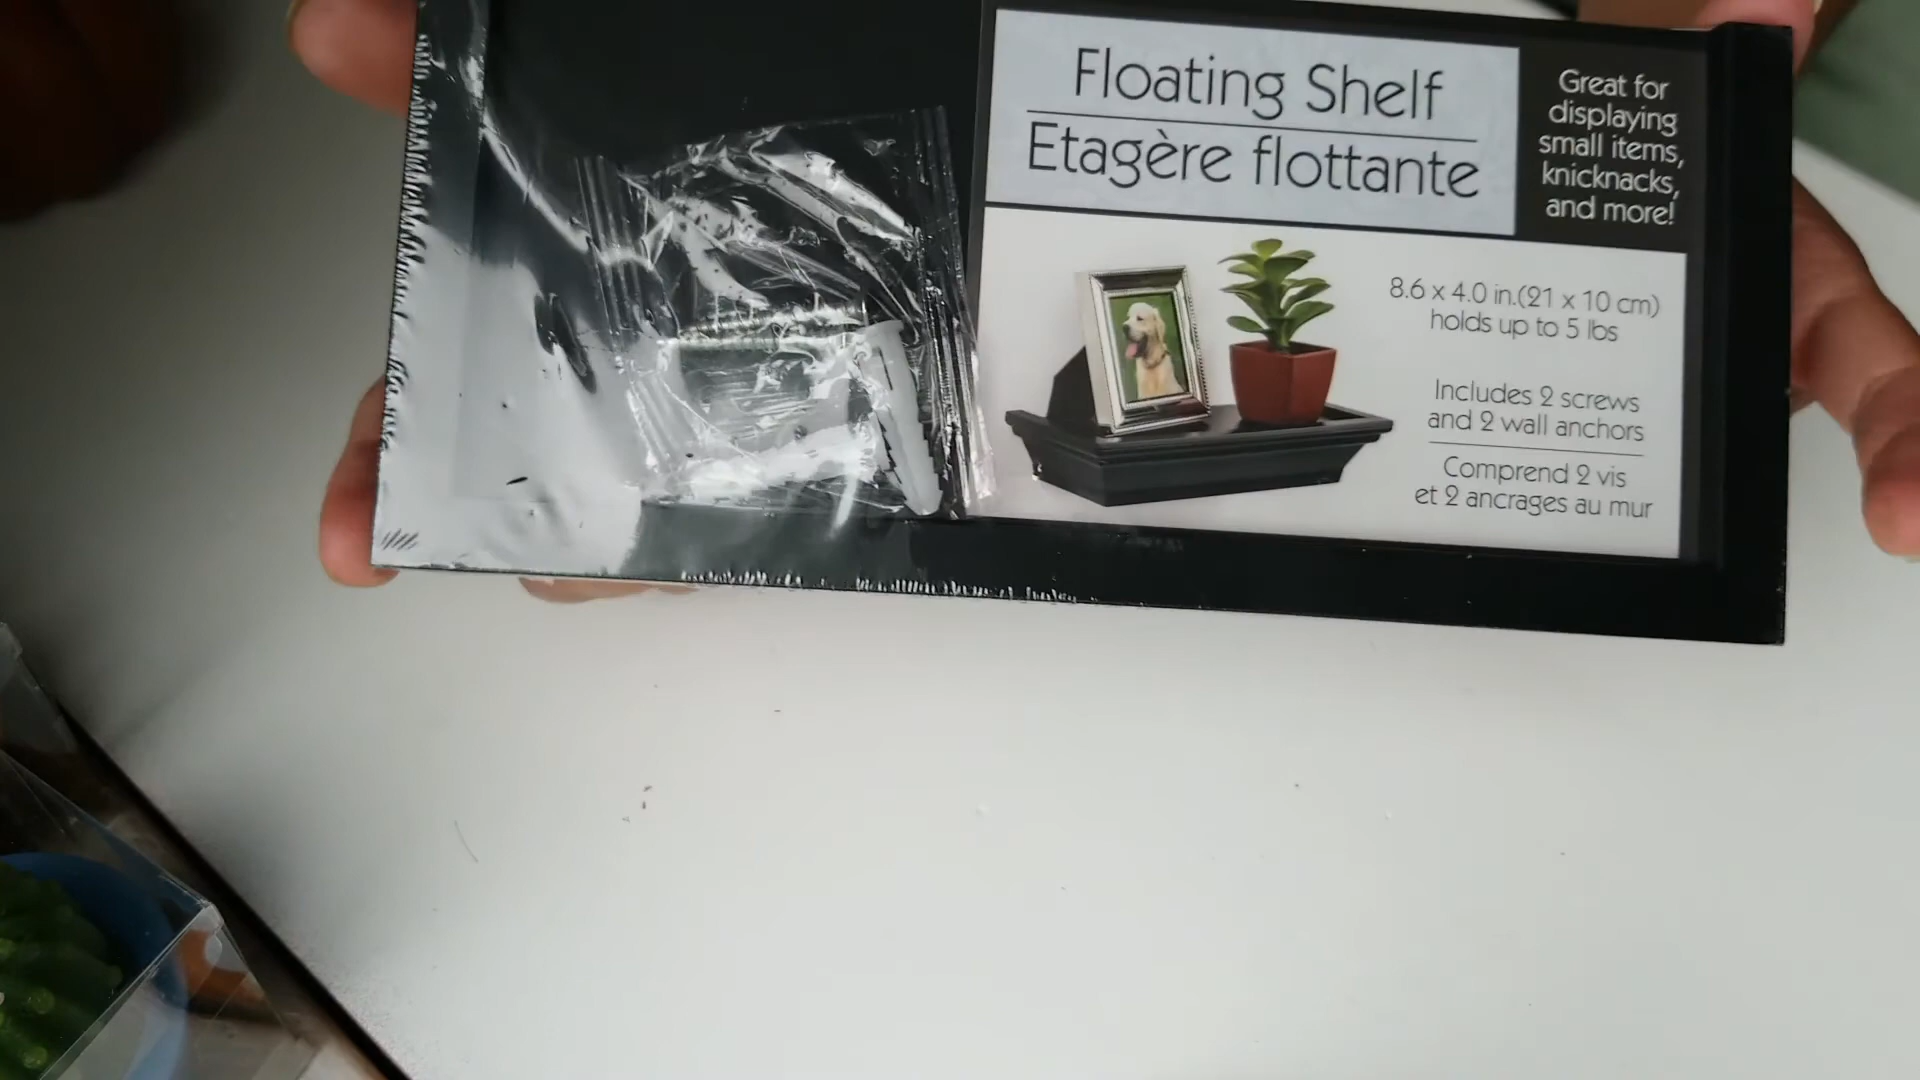 Floating Shelf
Etagère flottante
Great for
displaying
small items,
knicknacks,
and more!
8.6 x 4.0 in.(21 x 10 cm)
holds up to 5 lbs
Includes 2 screws
and 2 wall anchors
Comprend 2 vis
et 2 ancrages au mur